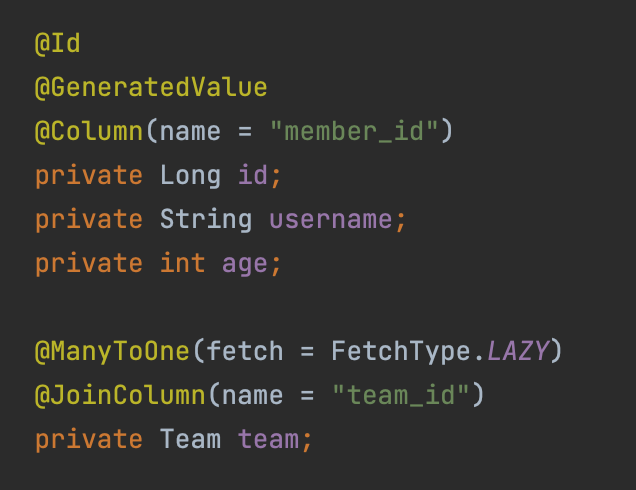 @Id
@GeneratedValue
@Column(name = "member_id")
private Long id;
private String username;
private int age;
@ManyToOne(fetch = FetchType.LAZY)
@JoinColumn(name = "team_id")
private Team team;